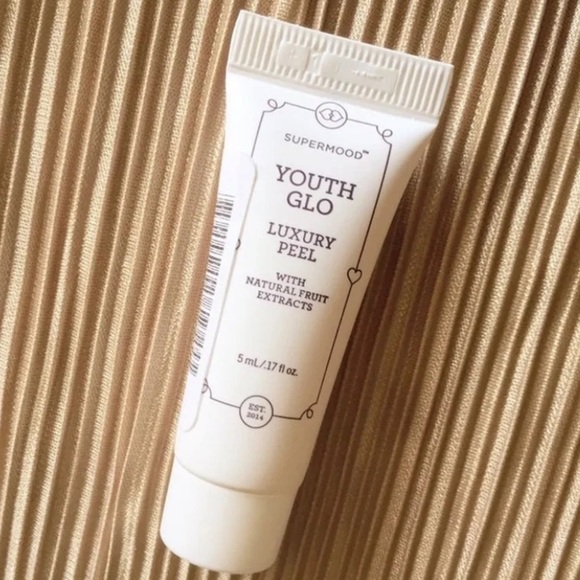 SUPERMOOD™
YOUTH
GLO
LUXURY
PEEL
WITH
NATURAL FRUIT
EXTRACTS
5 mL/.17 fl oz.
EST.
2014